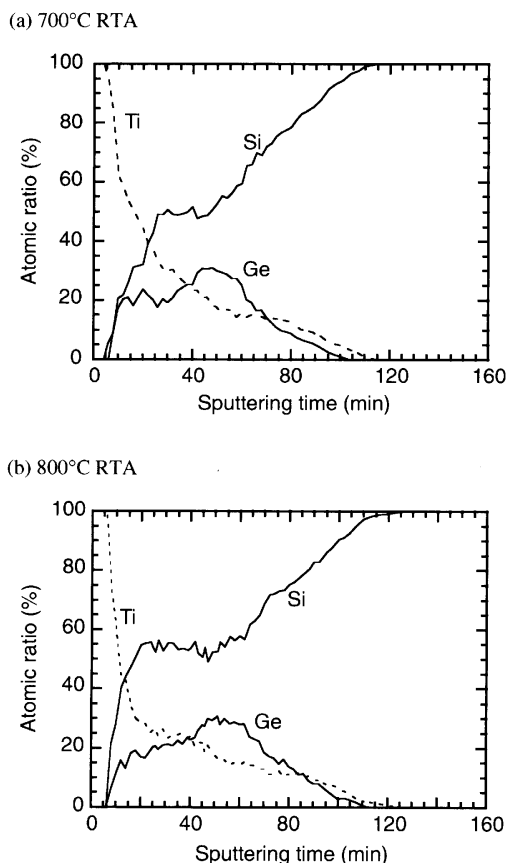 (a) 700°C RTA
100
80
60
40
20
0
Atomic ratio (%)
Ti
Si
Ge
0 40 80 120 160
Sputtering time (min)
(b) 800°C RTA
100
80
60
40
20
0
Atomic ratio (%)
Ti
Si
Ge
0 40 80 120 160
Sputtering time (min)